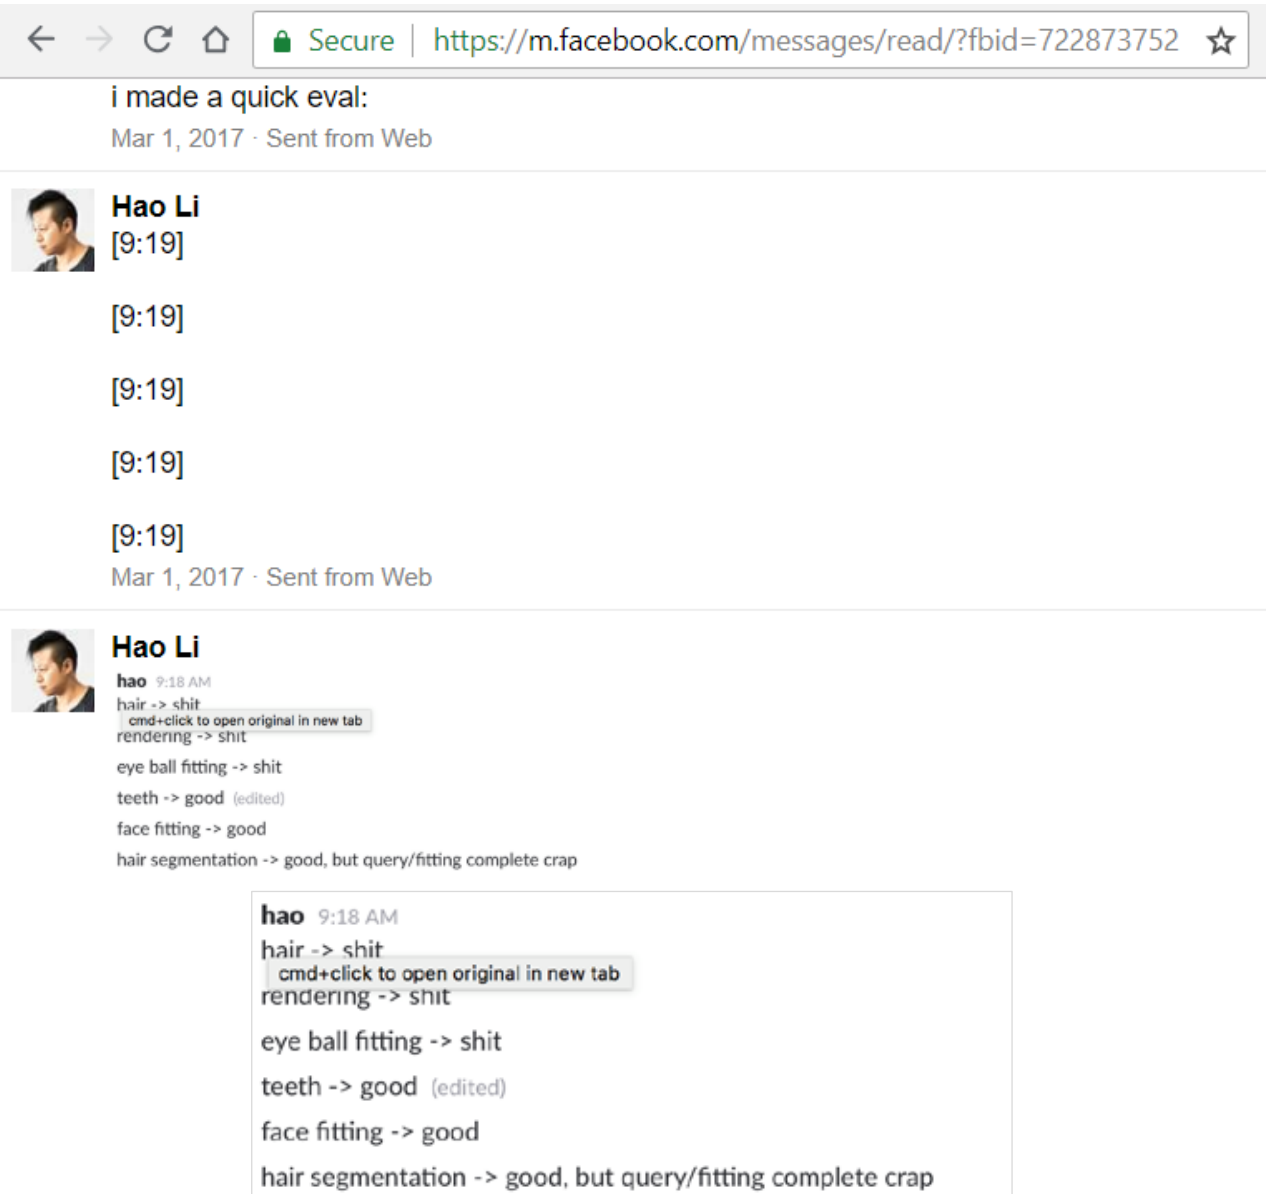 Secure | https://m.facebook.com/messages/read/?fbid=722873752
i made a quick eval:
Mar 1, 2017 · Sent from Web
Hao Li
[9:19]
[9:19]
[9:19]
[9:19]
[9:19]
Mar 1, 2017 · Sent from Web
Hao Li
hao 9:18 AM
hair -> shit
cmd+click to open original in new tab
rendering -> shit
eye ball fitting -> shit
teeth -> good (edited)
face fitting -> good
hair segmentation -> good, but query/fitting complete crap
hao 9:18 AM
hair -> shit
cmd+click to open original in new tab
rendering -> shit
eye ball fitting -> shit
teeth -> good (edited)
face fitting -> good
hair segmentation -> good, but query/fitting complete crap